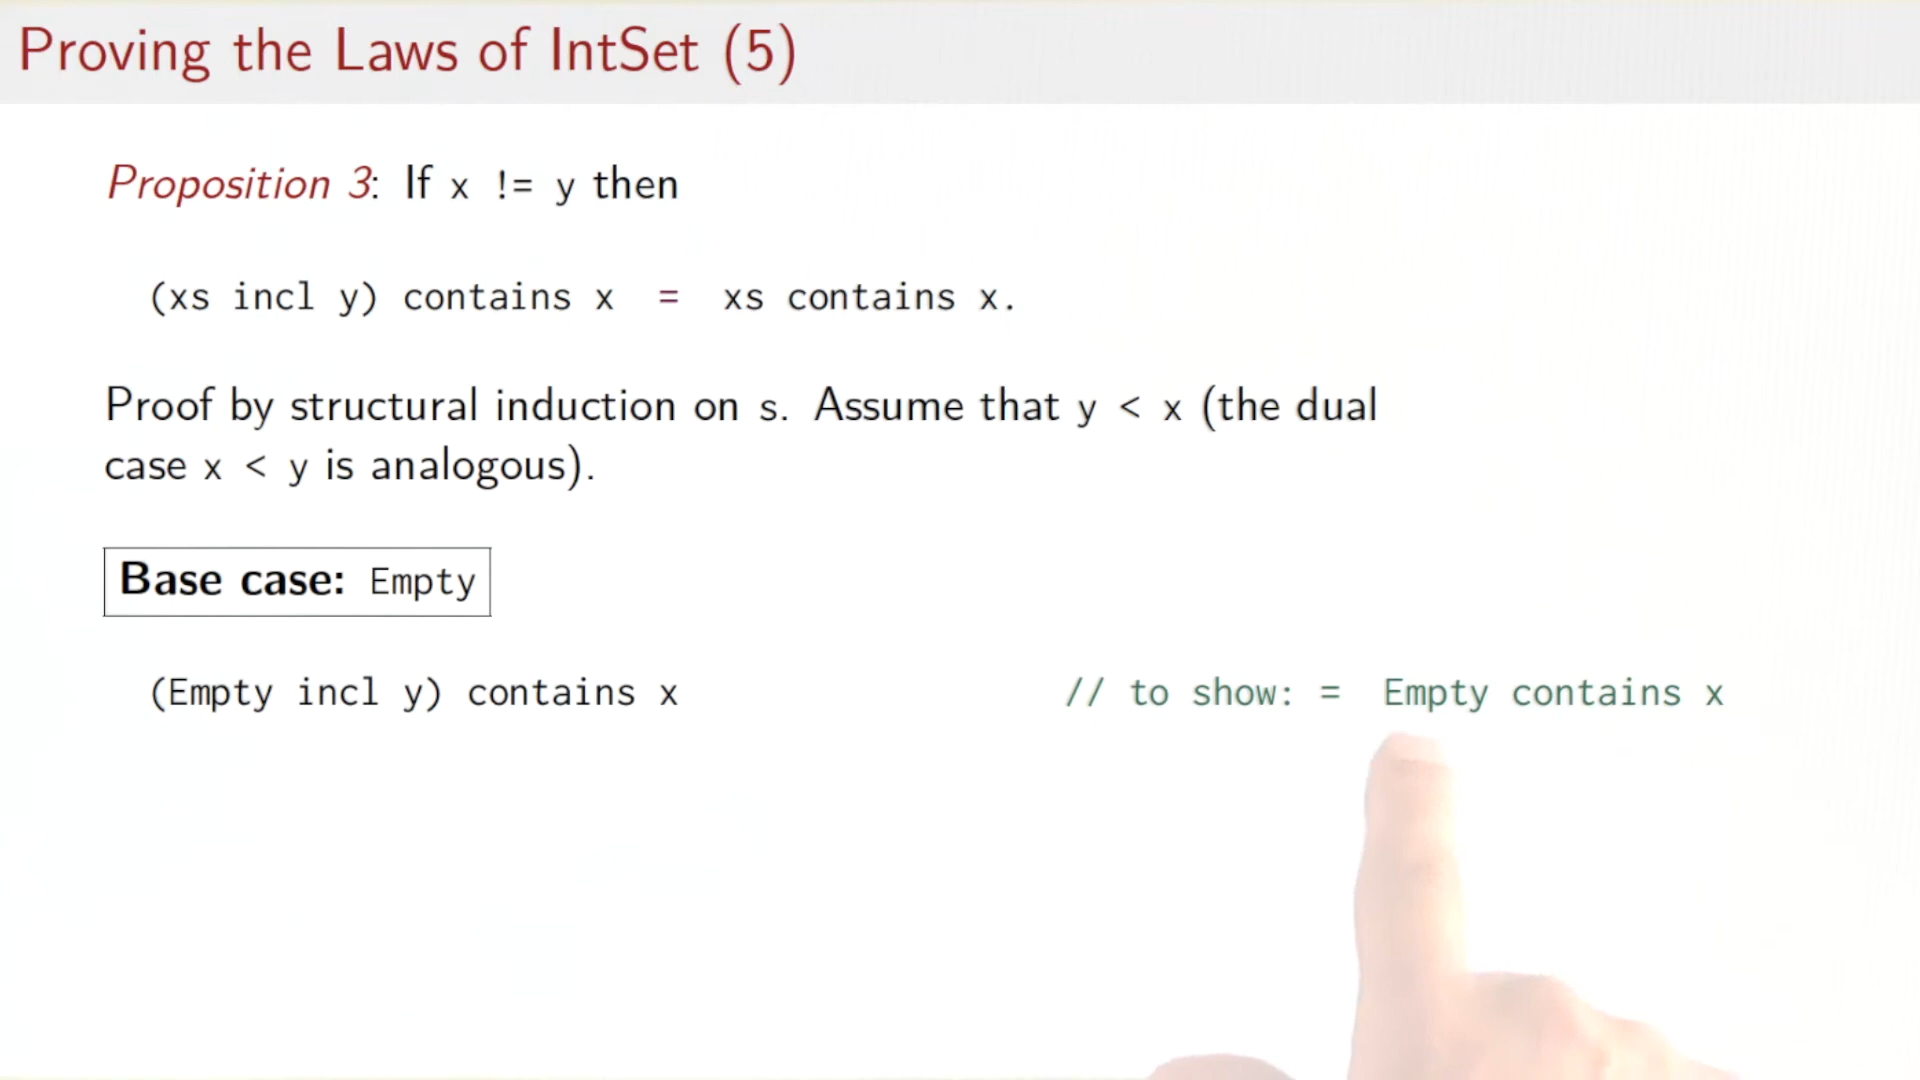 Proving the Laws of IntSet (5)
Proposition 3: If x != y then
(xs incl y) contains x = xs contains x.
Proof by structural induction on s. Assume that y < x (the dual
case x < y is analogous).
Base case: Empty
(Empty incl y) contains x // to show: = Empty contains x